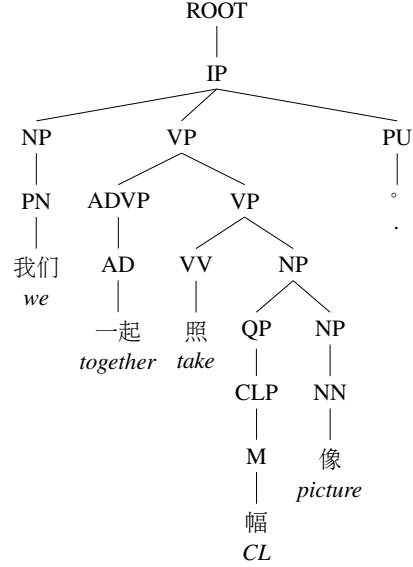 ROOT
IP
NP VP PU
PN ADVP VP 。
.
我们 AD VV NP
we
一起 照 QP NP
together take
CLP NN
M 像
picture
幅
CL